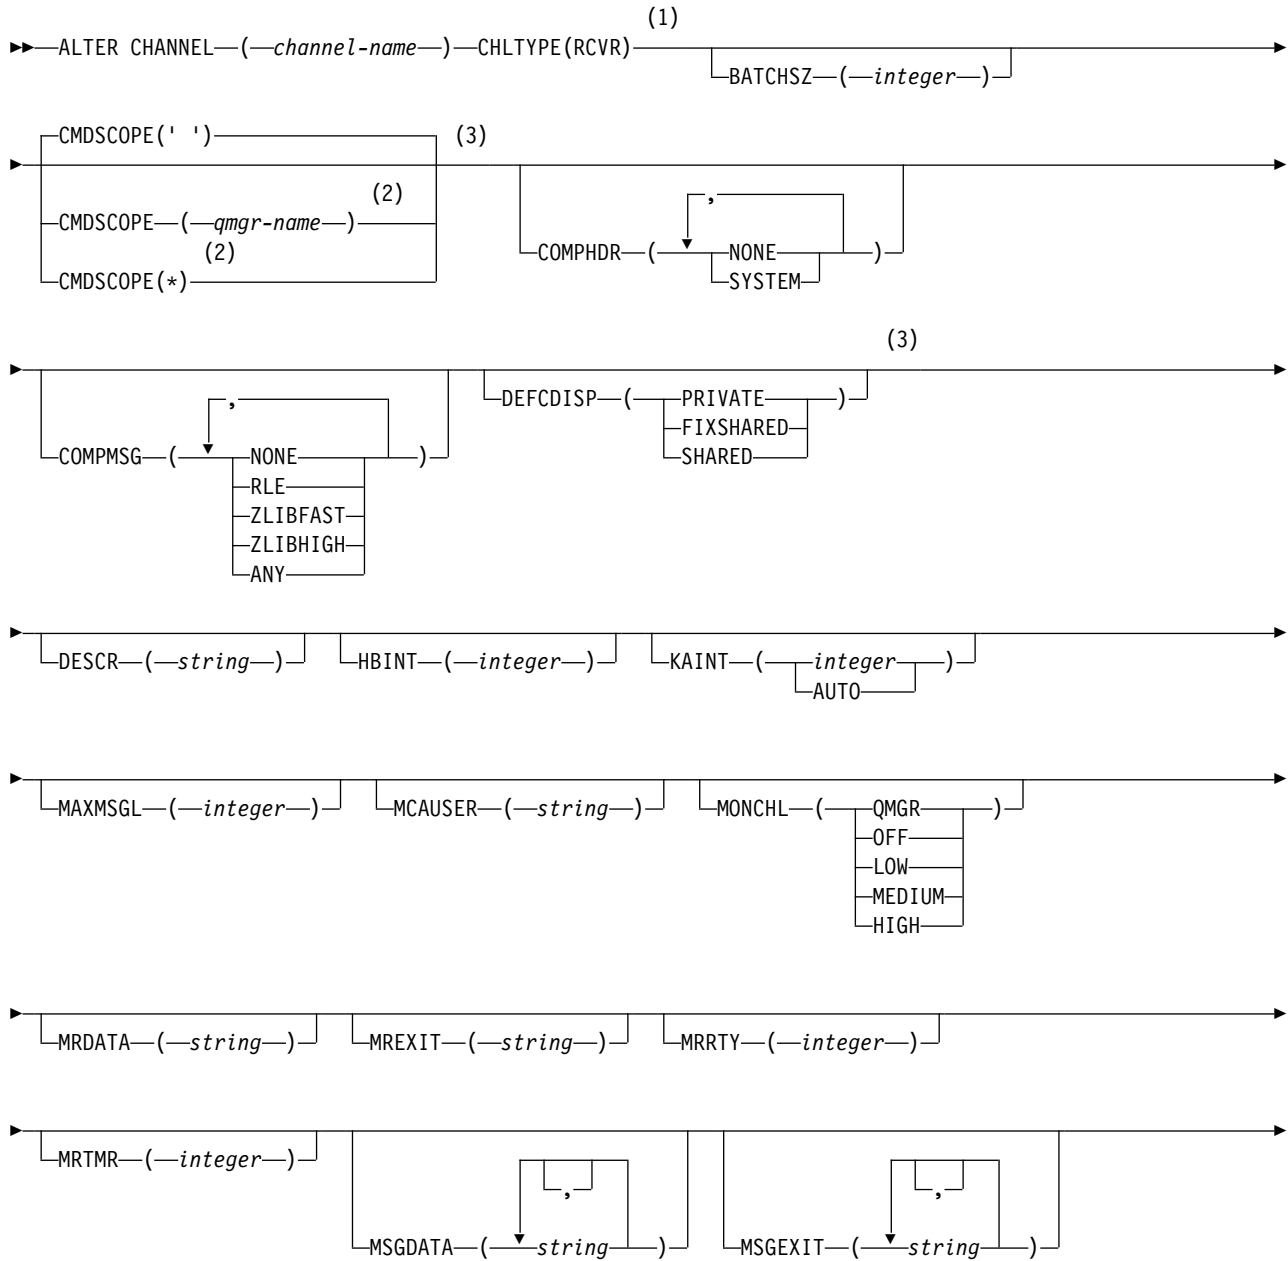 (1)
ALTER CHANNEL ( channel-name ) CHLTYPE(RCVR)
BATCHSZ ( integer )
CMDSCOPE(' ') (3)
(2)
CMDSCOPE ( qmgr-name ) ,
(2) COMPHDR ( NONE )
CMDSCOPE(*) SYSTEM
(3)
DEFCDISP ( PRIVATE )
, FIXSHARED
COMPMSG ( NONE ) SHARED
RLE
ZLIBFAST
ZLIBHIGH
ANY
DESCR ( string ) HBINT ( integer ) KAINT ( integer )
AUTO
MAXMSGL ( integer ) MCAUSER ( string ) MONCHL ( QMGR )
OFF
LOW
MEDIUM
HIGH
MRDATA ( string ) MREXIT ( string ) MRRTY ( integer )
MRTMR ( integer )
, ,
MSGDATA ( string ) MSGEXIT ( string )